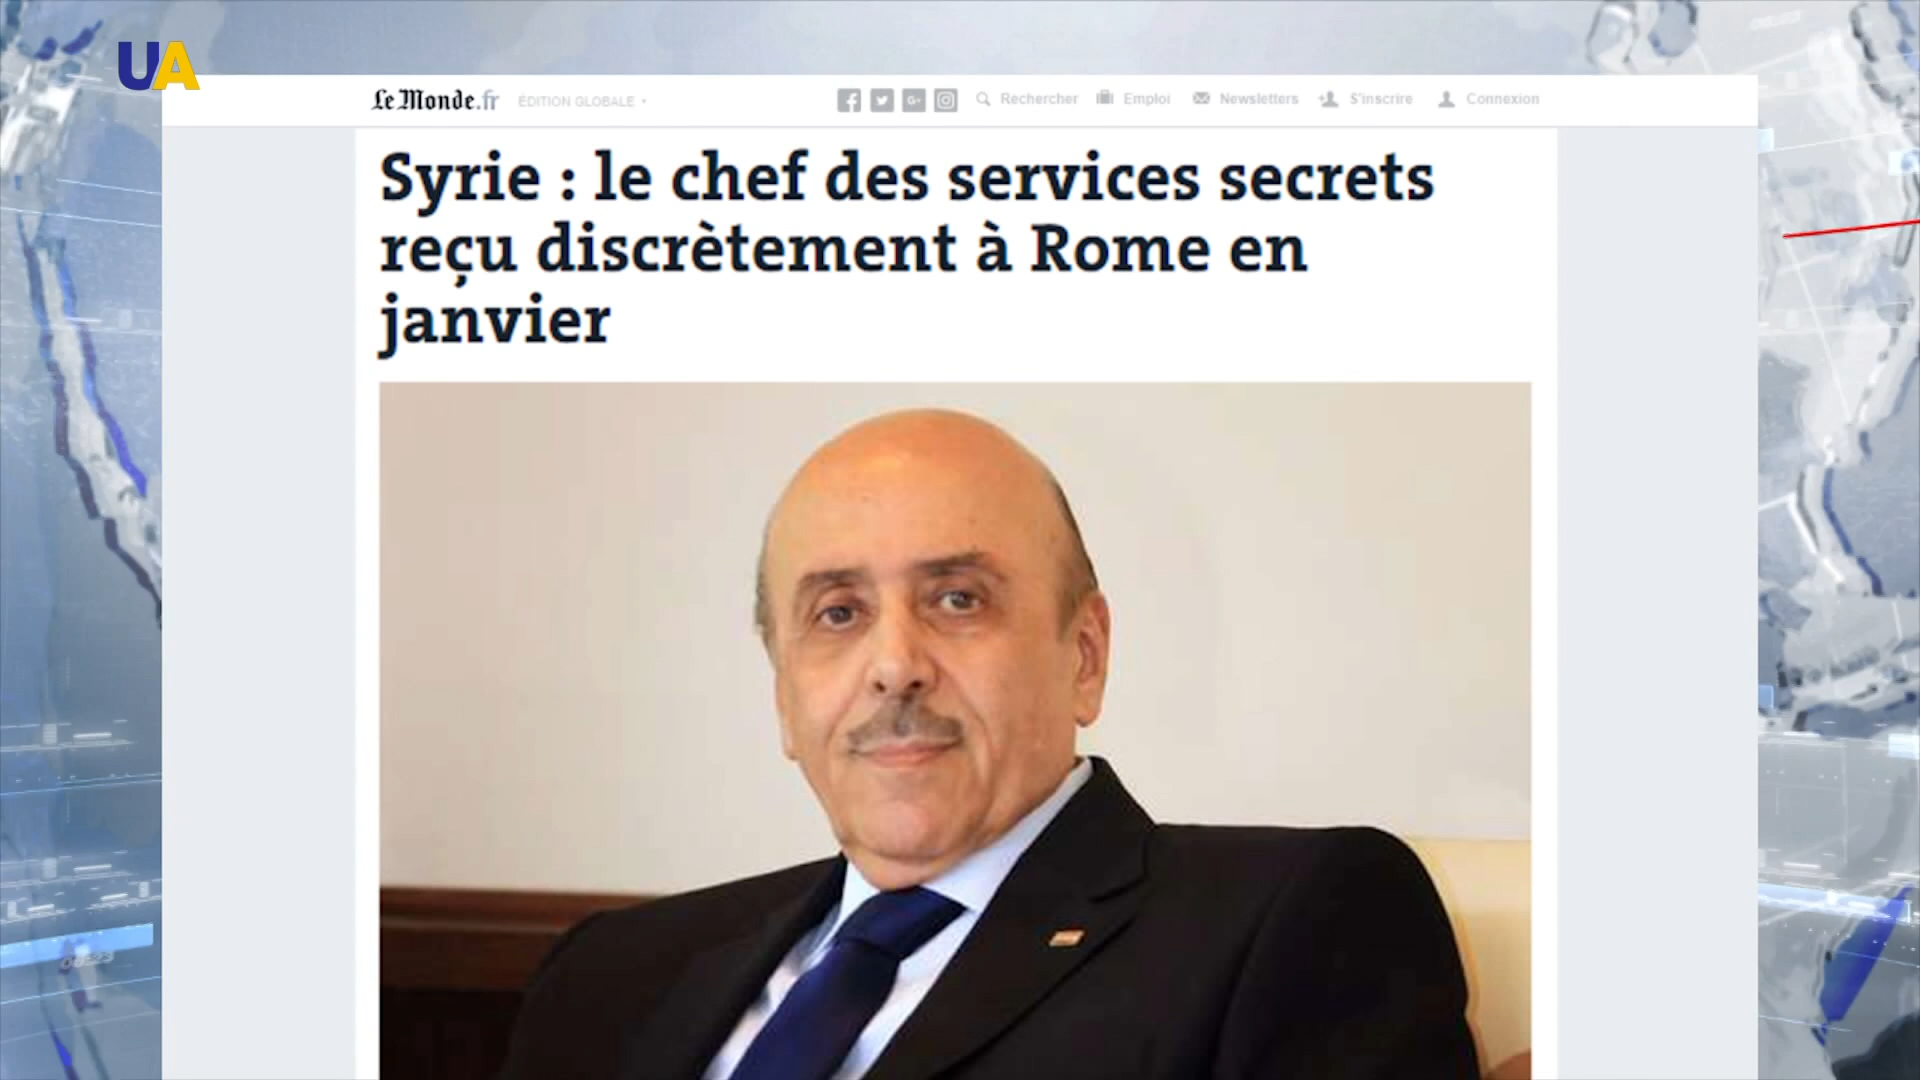 UA
Le Monde.fr ÉDITION GLOBALE Rechercher Emploi Newsletters S'inscrire Connexion
Syrie : le chef des services secrets
reçu discrètement à Rome en
janvier